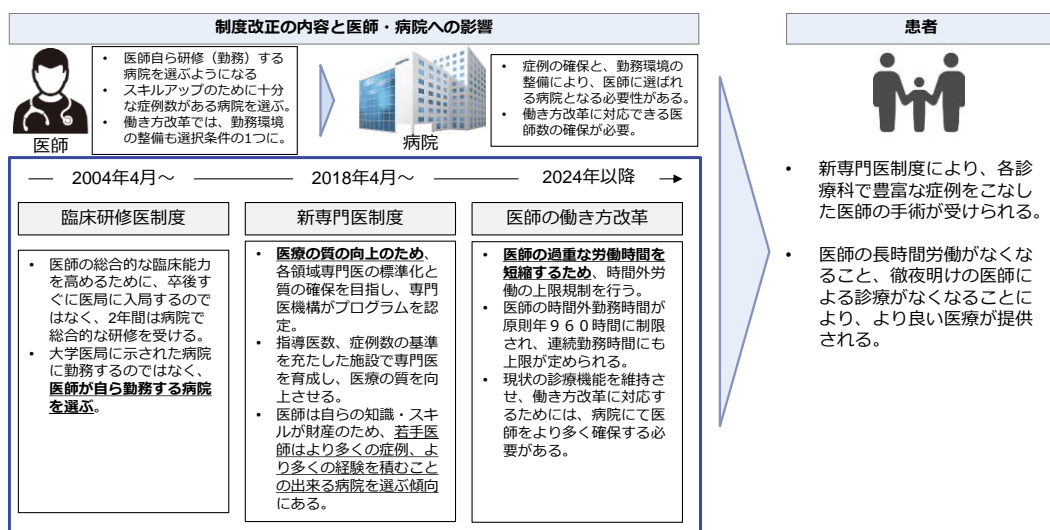 制度改正の内容と医師・病院への影響
医師
• 医師自ら研修（勤務）する
病院を選ぶようになる
• スキルアップのために十分
な症例数がある病院を選ぶ。
• 働き方改革では、勤務環境
の整備も選択条件の1つに。
病院
• 症例の確保と、勤務環境の
整備により、医師に選ばれ
る病院となる必要性がある。
• 働き方改革に対応できる医
師数の確保が必要。
2004年4月～
2018年4月～
2024年以降
臨床研修医制度
• 医師の総合的な臨床能力
を高めるために、卒後す
ぐに医局に入局するので
はなく、2年間は病院で
総合的な研修を受ける。
• 大学医局に示された病院
に勤務するのではなく、
医師が自ら勤務する病院
を選ぶ。
新専門医制度
• 医療の質の向上のため、
各領域専門医の標準化と
質の確保を目指し、専門
医機構がプログラムを認
定。
• 指導医数、症例数の基準
を充たした施設で専門医
を育成し、医療の質を向
上させる。
• 医師は自らの知識・スキ
ルが財産のため、若手医
師はより多くの症例、よ
り多くの経験を積むこと
の出来る病院を選ぶ傾向
にある。
医師の働き方改革
• 医師の過重な労働時間を
短縮するため、時間外労
働の上限規制を行う。
• 医師の時間外勤務時間が
原則年９６０時間に制限
され、連続勤務時間にも
上限が定められる。
• 現状の診療機能を維持さ
せ、働き方改革に対応す
るためには、病院にて医
師をより多く確保する必
要がある。
患者
• 新専門医制度により、各診
療科で豊富な症例をこなし
た医師の手術が受けられる。
• 医師の長時間労働がなくな
ること、徹夜明けの医師に
よる診療がなくなることに
より、より良い医療が提供
される。